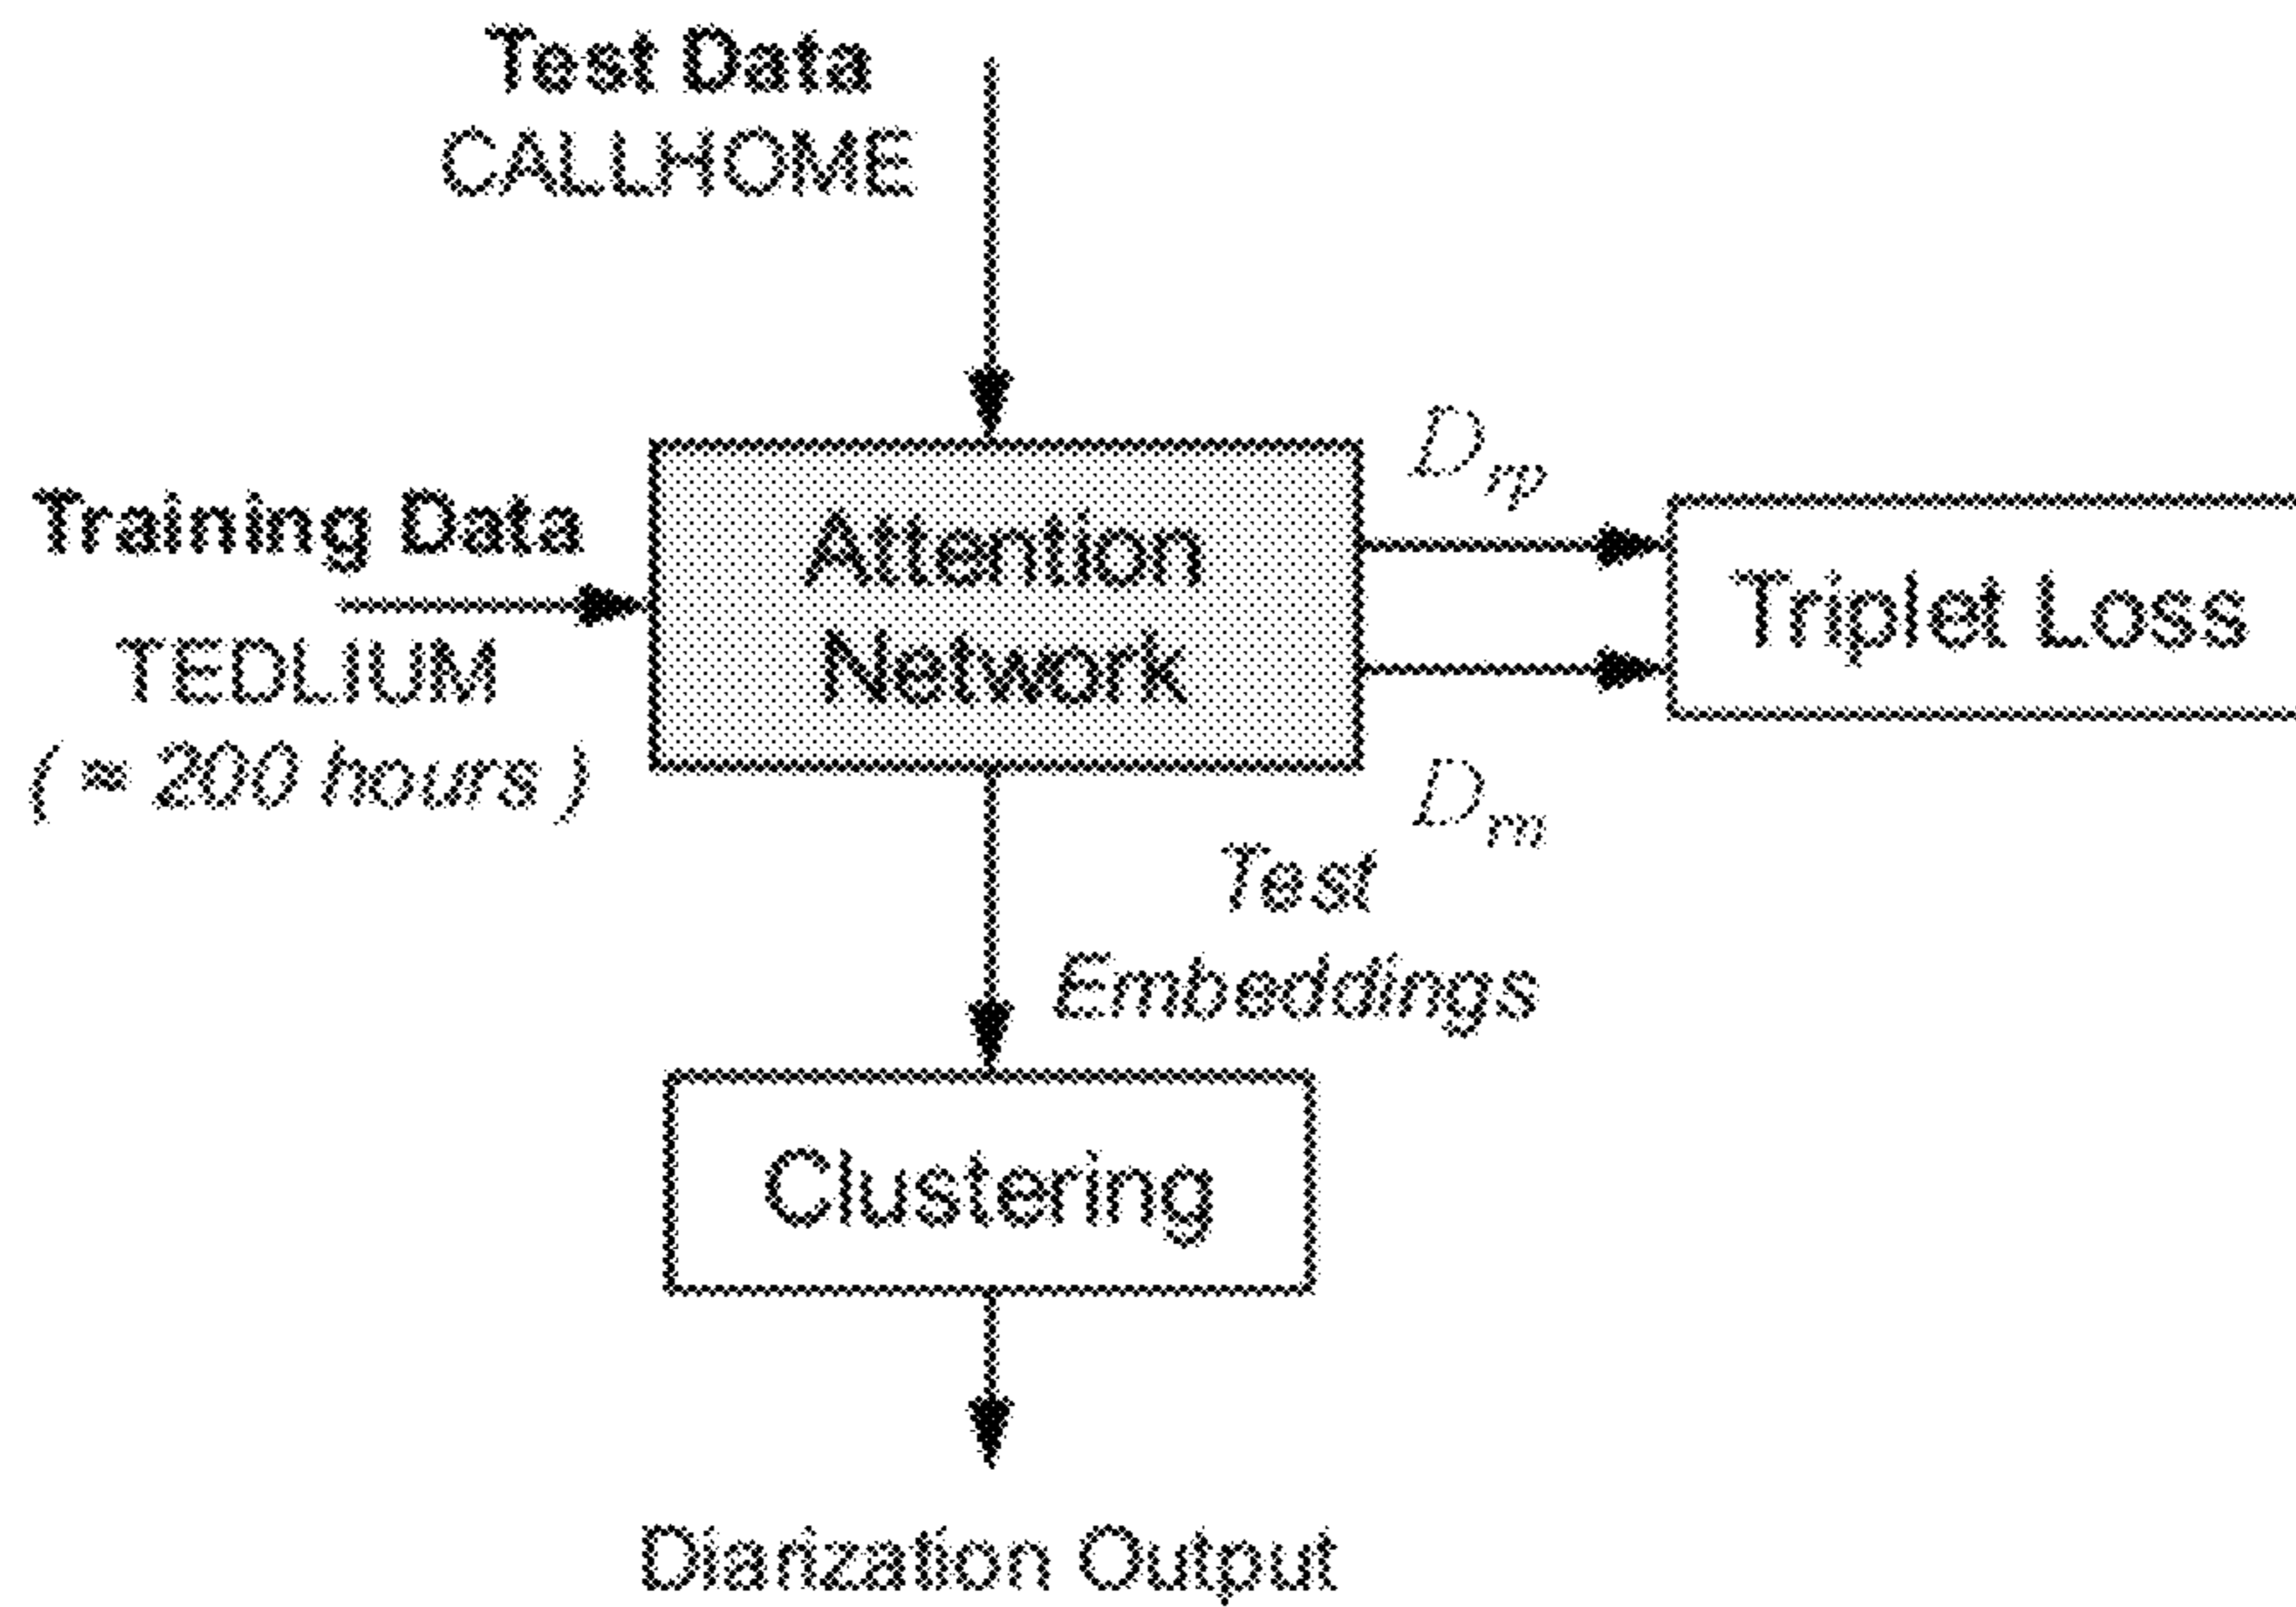 Test Data
CALLHOME
Training Data
TEDLIUM
( ≈ 200 hours )
Attention
Network
D_rp
D_rn
Triplet Loss
Test
Embeddings
Clustering
Diarization Output